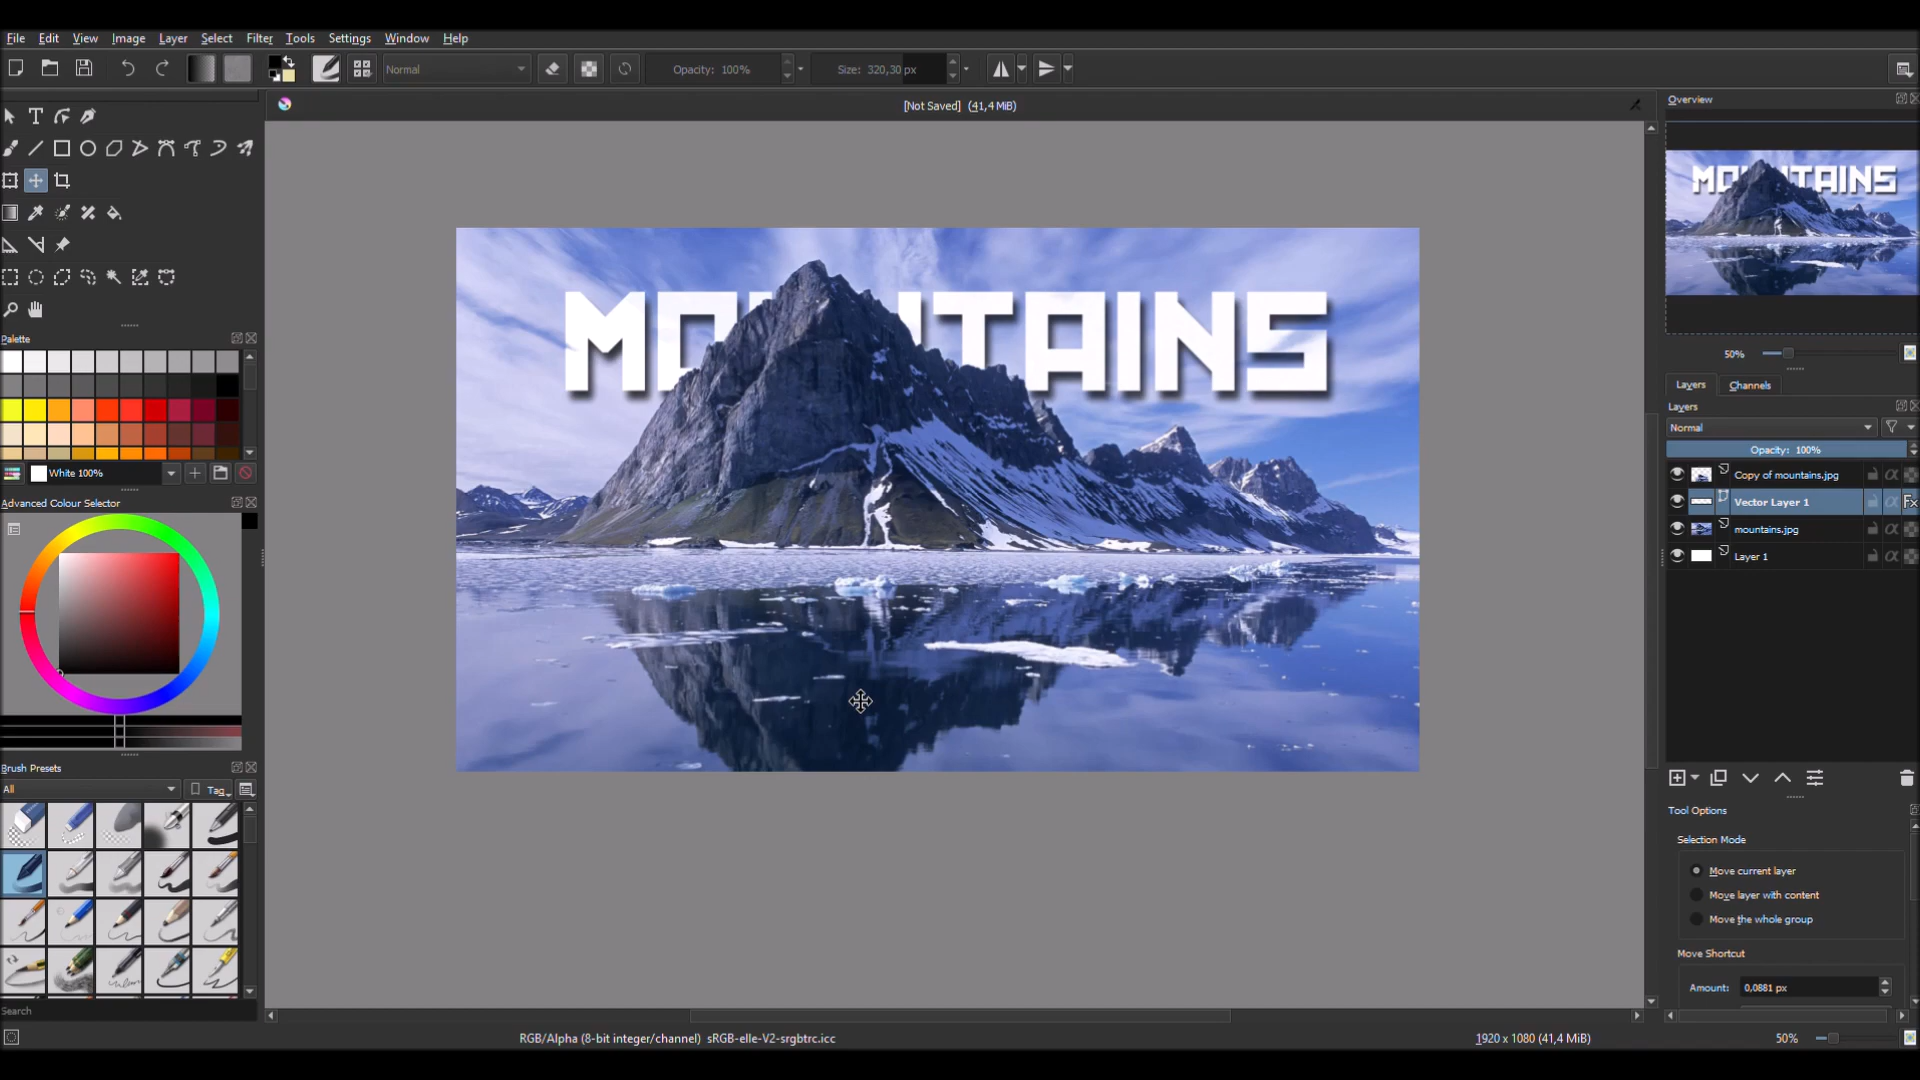 File Edit View Image Layer Select Filter Tools Settings Window Help
Normal
Opacity: 100%
Size: 320,30 px
[Not Saved] (41,4 MiB)
Overview
MOUNTAINS
50%
Palette
White 100%
Advanced Colour Selector
Brush Presets
All
Tag
Search
MOUNTAINS
Layers Channels
Layers
Normal
Opacity: 100%
Copy of mountains.jpg
Vector Layer 1
mountains.jpg
Layer 1
Tool Options
Selection Mode
Move current layer
Move layer with content
Move the whole group
Move Shortcut
Amount: 0,0881 px
RGB/Alpha (8-bit integer/channel) sRGB-elle-V2-srgbtrc.icc
1920 x 1080 (41,4 MiB)
50%